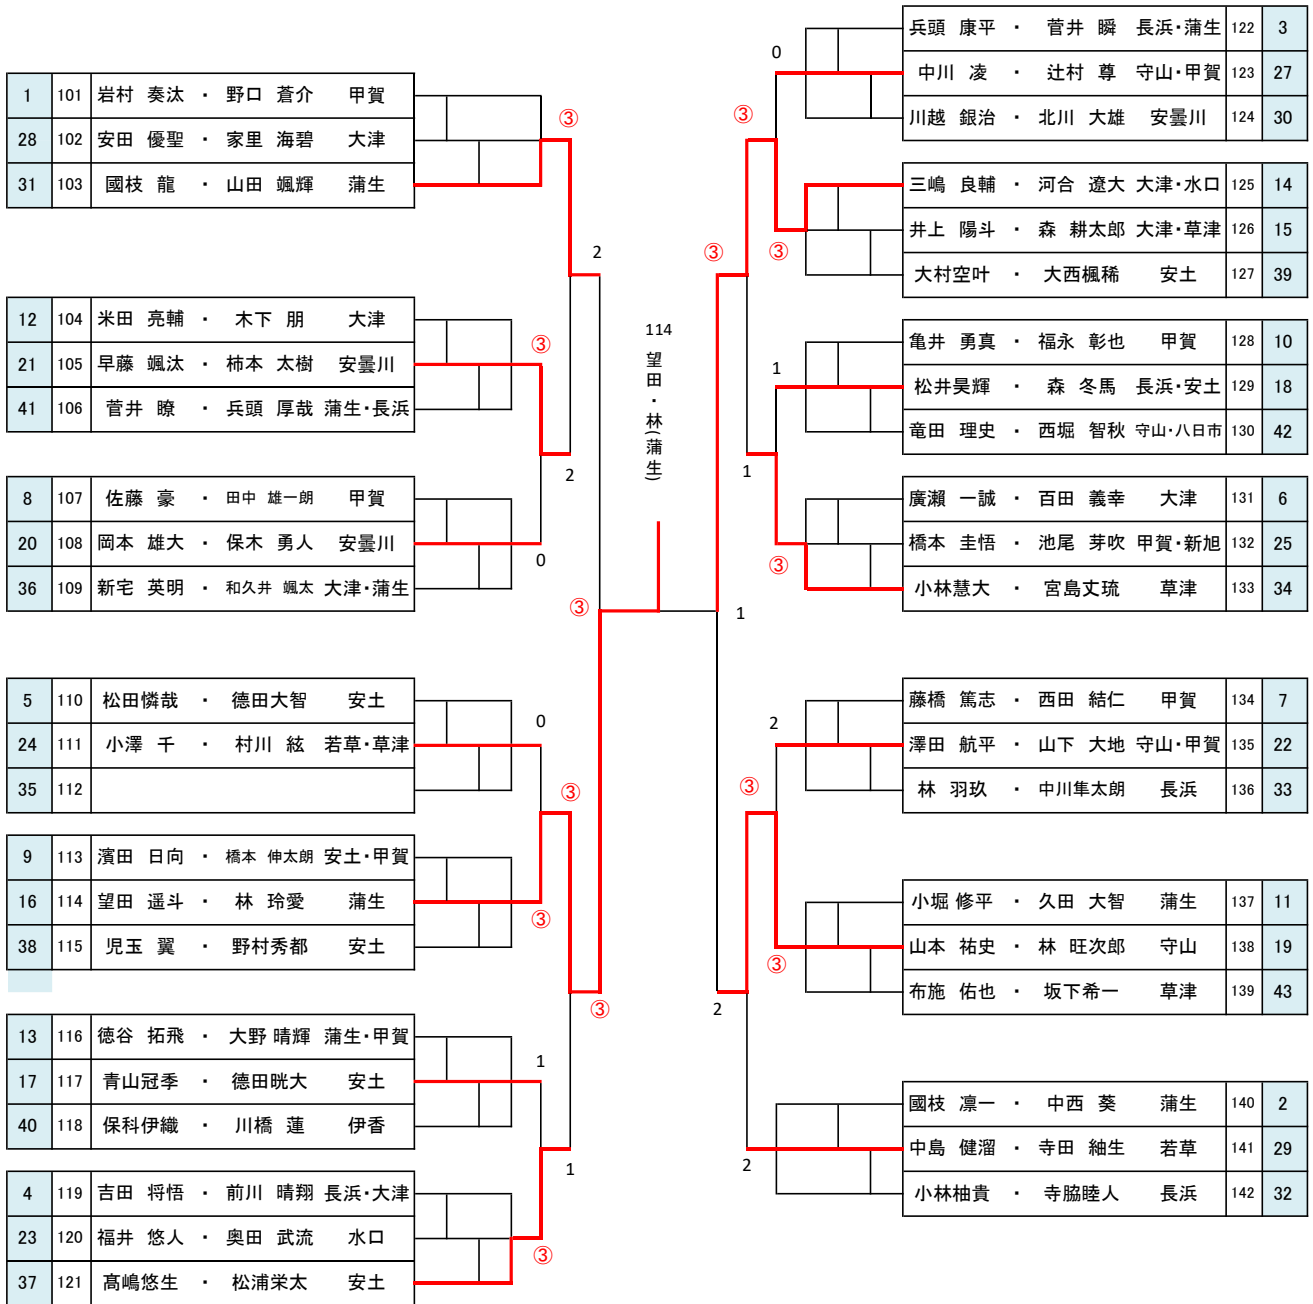 1 101 岩村 奏汰 ・ 野口 蒼介 甲賀
28 102 安田 優聖 ・ 家里 海碧 大津
31 103 國枝 龍 ・ 山田 颯輝 蒲生
③
2
12 104 米田 亮輔 ・ 木下 朋 大津
21 105 早藤 颯汰 ・ 柿本 太樹 安曇川
41 106 菅井 瞭 ・ 兵頭 厚哉 蒲生・長浜
③
2
8 107 佐藤 豪 ・ 田中 雄一朗 甲賀
20 108 岡本 雄大 ・ 保木 勇人 安曇川
36 109 新宅 英明 ・ 和久井 颯太 大津・蒲生
0
③
5 110 松田憐哉 ・ 德田大智 安土
24 111 小澤 千 ・ 村川 絃 若草・草津
35 112
0
③
9 113 濱田 日向 ・ 橋本 伸太朗 安土・甲賀
16 114 望田 遥斗 ・ 林 玲愛 蒲生
38 115 児玉 翼 ・ 野村秀都 安土
③
③
13 116 徳谷 拓飛 ・ 大野 晴輝 蒲生・甲賀
17 117 青山冠季 ・ 德田晄大 安土
40 118 保科伊織 ・ 川橋 蓮 伊香
1
1
4 119 吉田 将悟 ・ 前川 晴翔 長浜・大津
23 120 福井 悠人 ・ 奥田 武流 水口
37 121 髙嶋悠生 ・ 松浦栄太 安土
③
114
望田・林(蒲生)
兵頭 康平 ・ 菅井 瞬 長浜・蒲生 122 3
中川 凌 ・ 辻村 尊 守山・甲賀 123 27
川越 銀治 ・ 北川 大雄 安曇川 124 30
0
③
三嶋 良輔 ・ 河合 遼大 大津・水口 125 14
井上 陽斗 ・ 森 耕太郎 大津・草津 126 15
大村空叶 ・ 大西楓稀 安土 127 39
③
③
亀井 勇真 ・ 福永 彰也 甲賀 128 10
松井昊輝 ・ 森 冬馬 長浜・安土 129 18
竜田 理史 ・ 西堀 智秋 守山・八日市 130 42
1
1
廣瀬 一誠 ・ 百田 義幸 大津 131 6
橋本 圭悟 ・ 池尾 芽吹 甲賀・新旭 132 25
小林慧大 ・ 宮島丈琉 草津 133 34
③
1
藤橋 篤志 ・ 西田 結仁 甲賀 134 7
澤田 航平 ・ 山下 大地 守山・甲賀 135 22
林 羽玖 ・ 中川隼太朗 長浜 136 33
2
③
小堀 修平 ・ 久田 大智 蒲生 137 11
山本 祐史 ・ 林 旺次郎 守山 138 19
布施 佑也 ・ 坂下希一 草津 139 43
③
2
國枝 凛一 ・ 中西 葵 蒲生 140 2
中島 健溜 ・ 寺田 紬生 若草 141 29
小林柚貴 ・ 寺脇睦人 長浜 142 32
2